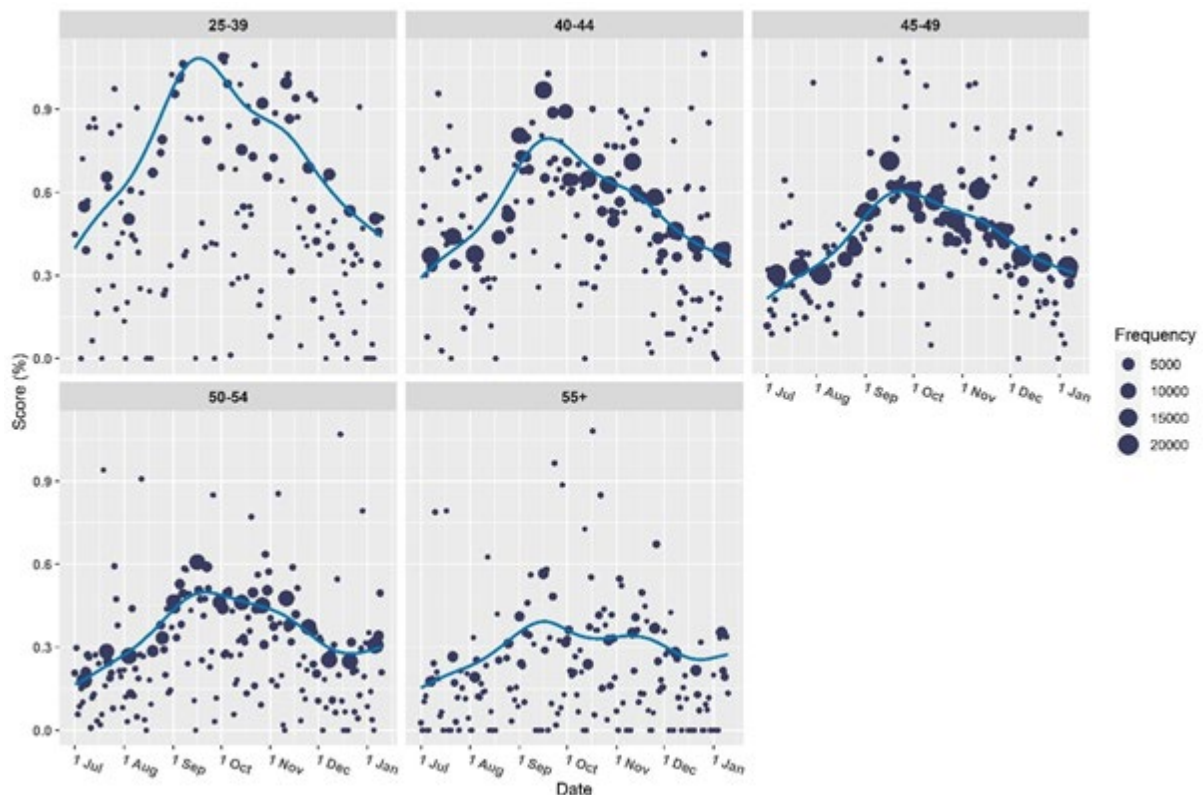 25-39
40-44
45-49
0.9
0.6
0.3
0.0
Score (%)
1 Jul
1 Aug
1 Sep
1 Oct
1 Nov
1 Dec
1 Jan
Frequency
5000
10000
15000
20000
50-54
55+
0.9
0.6
0.3
0.0
1 Jul
1 Aug
1 Sep
1 Oct
1 Nov
1 Dec
1 Jan
1 Jul
1 Aug
1 Sep
1 Oct
1 Nov
1 Dec
1 Jan
Date